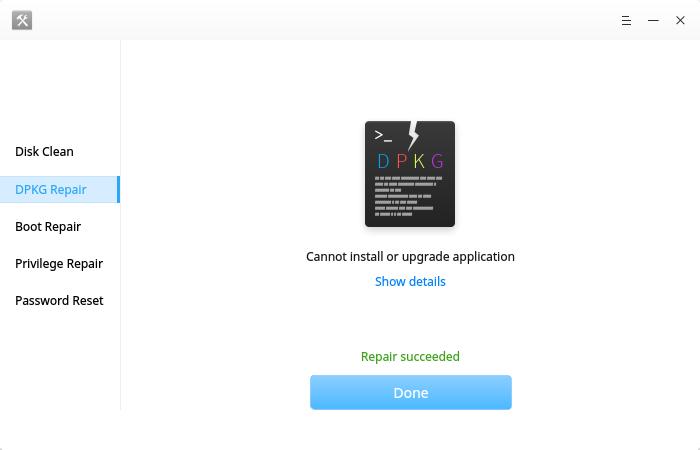 Disk Clean
DPKG Repair
Boot Repair
Privilege Repair
Password Reset
>_
DPKG
Cannot install or upgrade application
Show details
Repair succeeded
Done